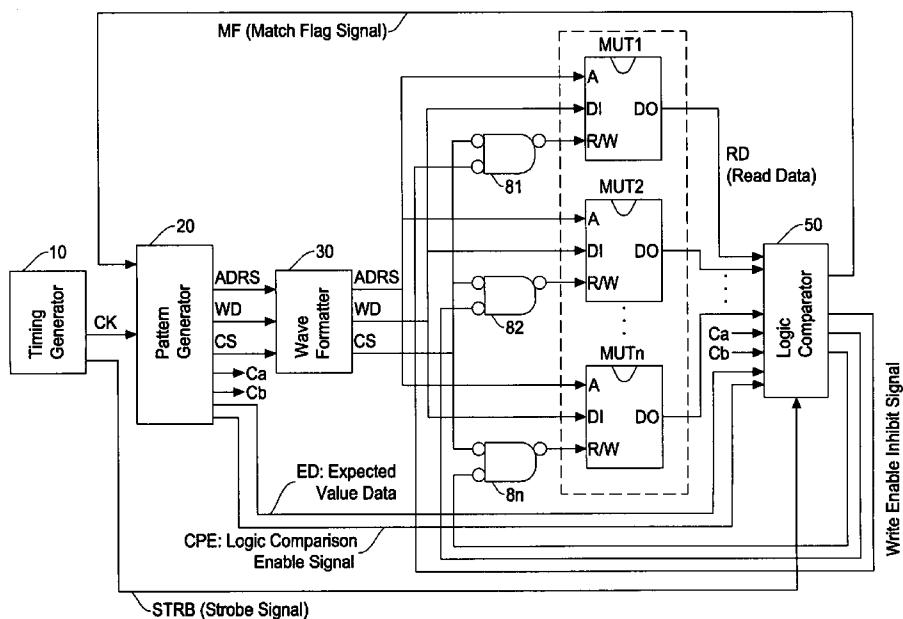 MF (Match Flag Signal)
MUT1
A
DI
DO
R/W
81
RD
(Read Data)
MUT2
A
DI
DO
R/W
82
10
Timing
Generator
CK
20
Pattern
Generator
ADRS
WD
CS
Ca
Cb
30
Wave
Formatter
ADRS
WD
CS
50
Logic
Comparator
Ca
Cb
MUTn
A
DI
DO
R/W
8n
ED: Expected
Value Data
CPE: Logic Comparison
Enable Signal
STRB (Strobe Signal)
Write Enable Inhibit Signal